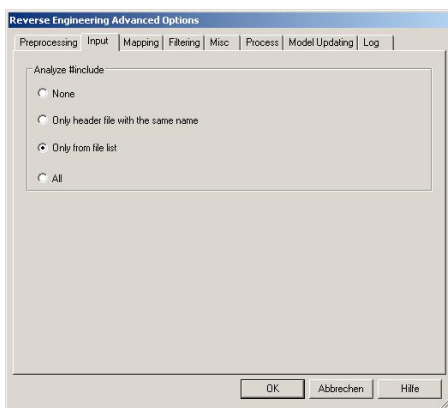 Reverse Engineering Advanced Options
Preprocessing Input Mapping Filtering Misc Process Model Updating Log
Analyze #include
None
Only header file with the same name
Only from file list
All
OK Abbrechen Hilfe